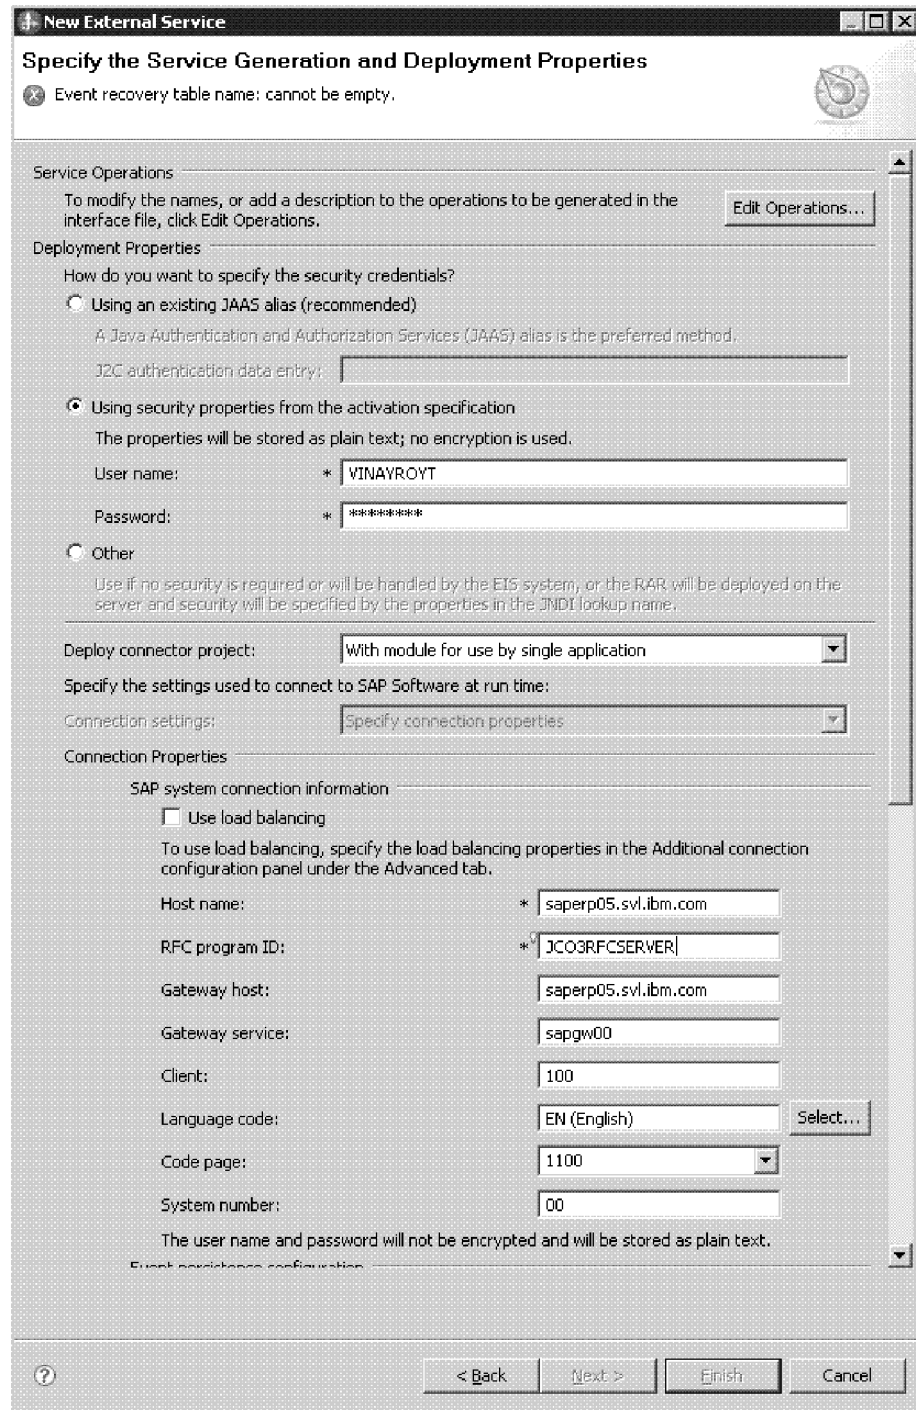 New External Service
Specify the Service Generation and Deployment Properties
Event recovery table name: cannot be empty.
Service Operations
To modify the names, or add a description to the operations to be generated in the
interface file, click Edit Operations.
Edit Operations...
Deployment Properties
How do you want to specify the security credentials?
Using an existing JAAS alias (recommended)
A Java Authentication and Authorization Services (JAAS) alias is the preferred method.
J2C authentication data entry:
Using security properties from the activation specification
The properties will be stored as plain text; no encryption is used.
User name: * VINAYROYT
Password: * ********
Other
Use if no security is required or will be handled by the EIS system, or the RAR will be deployed on the
server and security will be specified by the properties in the JNDI lookup name.
Deploy connector project: With module for use by single application
Specify the settings used to connect to SAP Software at run time:
Connection settings: Specify connection properties
Connection Properties
SAP system connection information
Use load balancing
To use load balancing, specify the load balancing properties in the Additional connection
configuration panel under the Advanced tab.
Host name: * saperp05.svl.ibm.com
RFC program ID: * JCO3RFCSERVER
Gateway host: saperp05.svl.ibm.com
Gateway service: sapgw00
Client: 100
Language code: EN (English) Select...
Code page: 1100
System number: 00
The user name and password will not be encrypted and will be stored as plain text.
Event persistence configuration
< Back Next > Finish Cancel